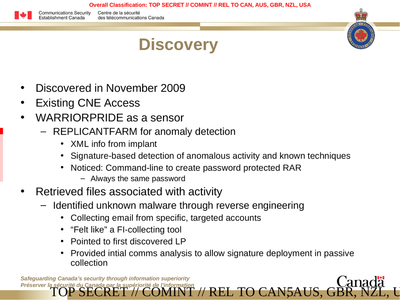 Overall Classification: TOP SECRET // COMINT // REL TO CAN, AUS, GBR, NZL, USA
Communications Security Establishment Canada
Centre de la sécurité des télécommunications Canada
Discovery
• Discovered in November 2009
• Existing CNE Access
• WARRIORPRIDE as a sensor
– REPLICANTFARM for anomaly detection
• XML info from implant
• Signature-based detection of anomalous activity and known techniques
• Noticed: Command-line to create password protected RAR
– Always the same password
• Retrieved files associated with activity
– Identified unknown malware through reverse engineering
• Collecting email from specific, targeted accounts
• "Felt like" a FI-collecting tool
• Pointed to first discovered LP
• Provided intial comms analysis to allow signature deployment in passive
collection
Safeguarding Canada's security through information superiority
Préserver la sécurité du Canada par la supériorité de l'information
Canada
TOP SECRET // COMINT // REL TO CAN, AUS, GBR, NZL, U
5